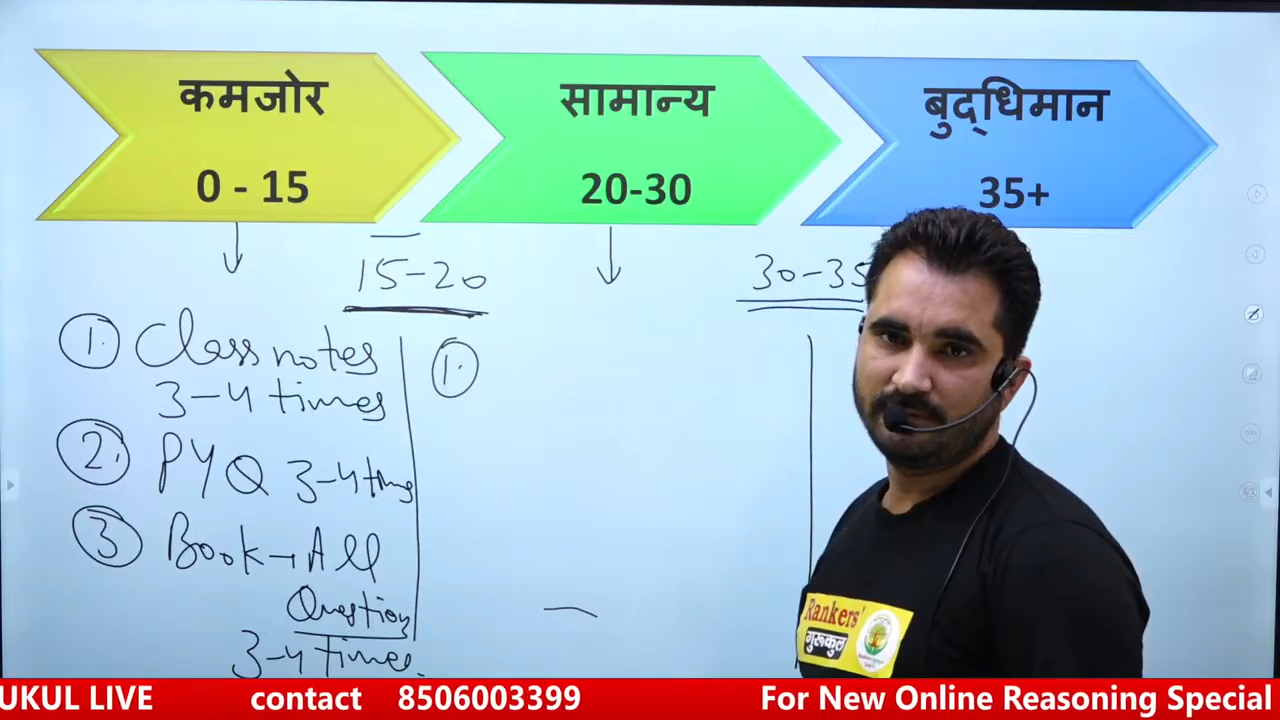 कमजोर
0 - 15
सामान्य
20-30
बुद्धिमान
35+
15-20
30-35
1. Class notes
3-4 times
2. PYQ 3-4 times
3 Book → All
Question
3-4 times.
1.
Rankers'
गुरूकुल
UKUL LIVE contact 8506003399 For New Online Reasoning Special